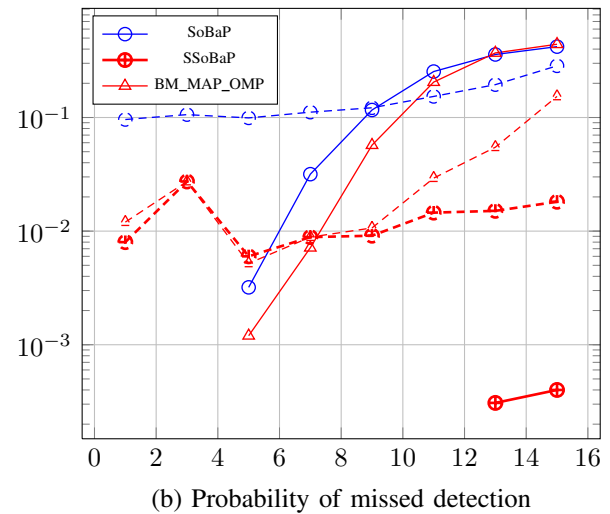 SoBaP
SSoBaP
BM_MAP_OMP
10−1
10−2
10−3
0 2 4 6 8 10 12 14 16
(b) Probability of missed detection